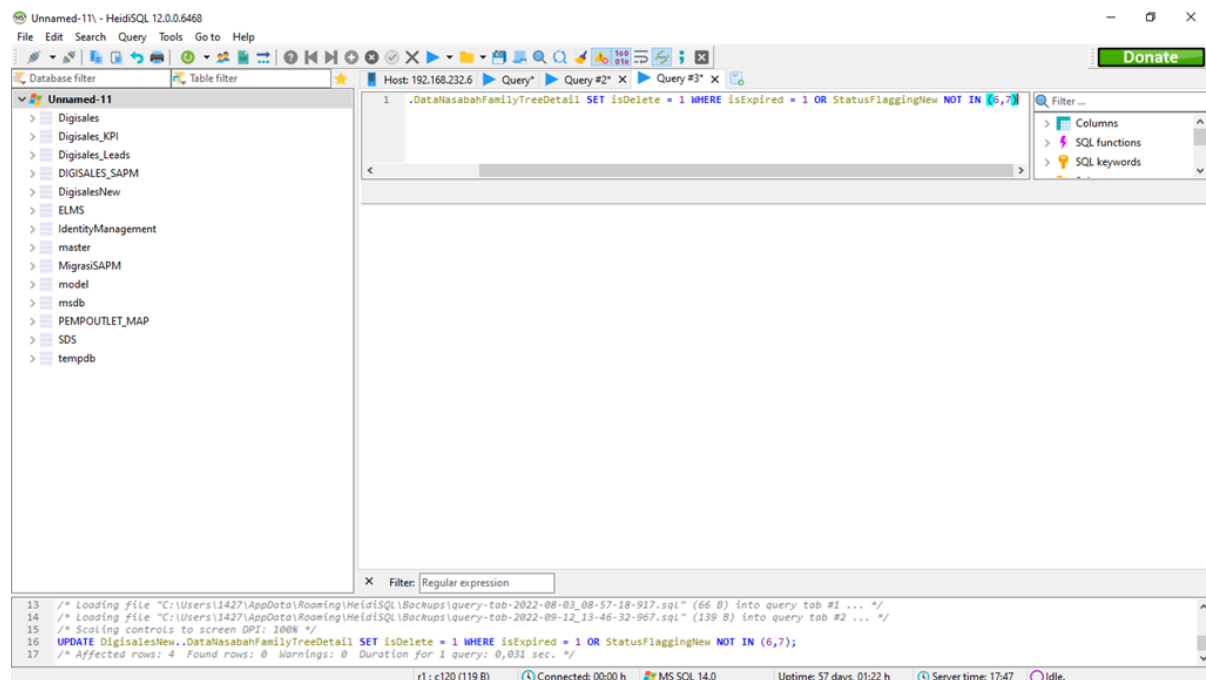 Unnamed-11\ - HeidiSQL 12.0.0.6468
File Edit Search Query Tools Go to Help
Donate
Database filter
Table filter
Host: 192.168.232.6
Query*
Query #2*
Query #3*
Unnamed-11
Digisales
Digisales_KPI
Digisales_Leads
DIGISALES_SAPM
DigisalesNew
ELMS
IdentityManagement
master
MigrasiSAPM
model
msdb
PEMPOUTLET_MAP
SDS
tempdb
1 .DataNasabahFamilyTreeDetail SET isDelete = 1 WHERE isExpired = 1 OR StatusFlaggingNew NOT IN (6,7)
Filter ...
Columns
SQL functions
SQL keywords
Filter: Regular expression
13 /* Loading file "C:\Users\1427\AppData\Roaming\HeidiSQL\Backups\query-tab-2022-08-03_08-57-18-917.sql" (66 B) into query tab #1 ... */
14 /* Loading file "C:\Users\1427\AppData\Roaming\HeidiSQL\Backups\query-tab-2022-09-12_13-46-32-967.sql" (139 B) into query tab #2 ... */
15 /* Scaling controls to screen DPI: 100% */
16 UPDATE DigisalesNew..DataNasabahFamilyTreeDetail SET isDelete = 1 WHERE isExpired = 1 OR StatusFlaggingNew NOT IN (6,7);
17 /* Affected rows: 4 Found rows: 0 Warnings: 0 Duration for 1 query: 0,031 sec. */
r1 : c120 (119 B) Connected: 00:00 h MS SQL 14.0 Uptime: 57 days, 01:22 h Server time: 17:47 Idle.